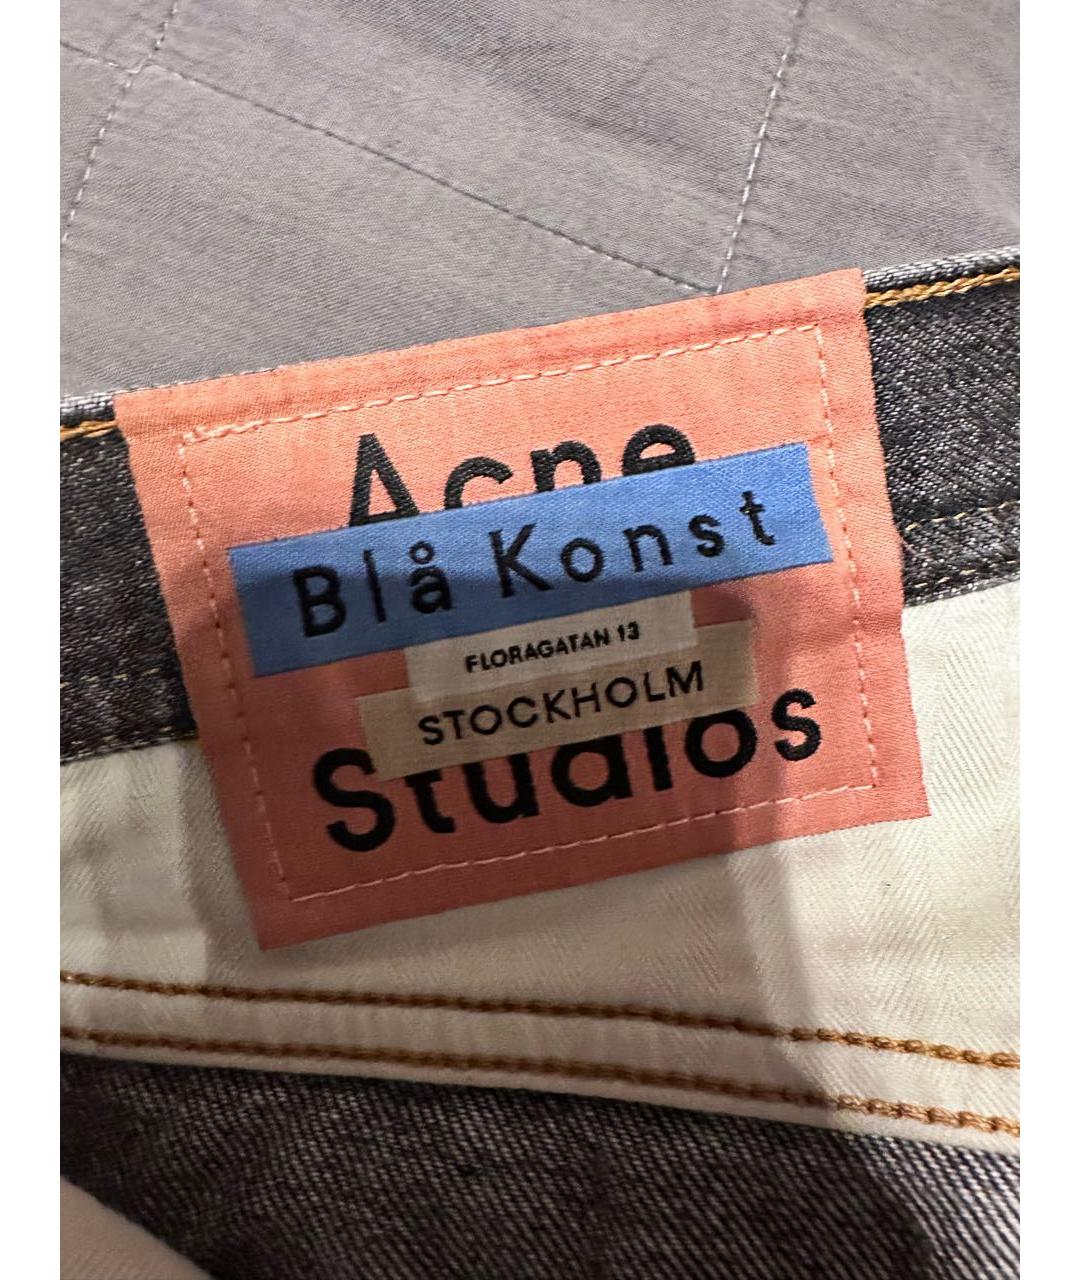 Acne
Blå Konst
FLORAGATAN 13
STOCKHOLM
Studios